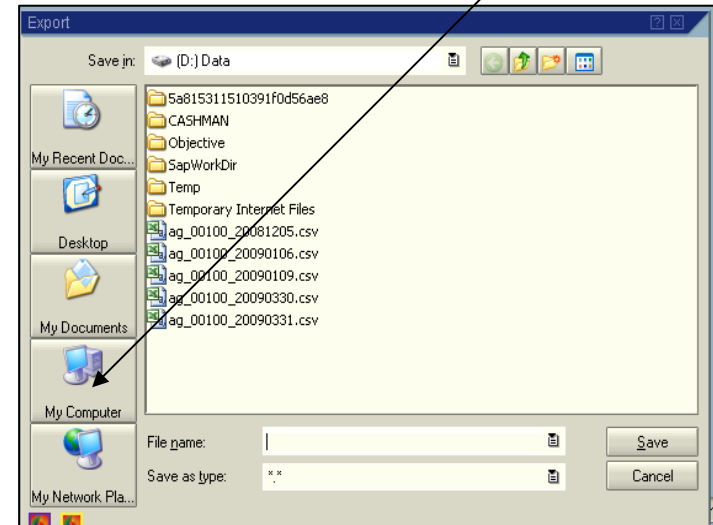 Export
Save in: (D:) Data
My Recent Doc...
Desktop
My Documents
My Computer
My Network Pla...
5a815311510391f0d56ae8
CASHMAN
Objective
SapWorkDir
Temp
Temporary Internet Files
ag_00100_20081205.csv
ag_00100_20090106.csv
ag_00100_20090109.csv
ag_00100_20090330.csv
ag_00100_20090331.csv
File name: Save
Save as type: *.* Cancel